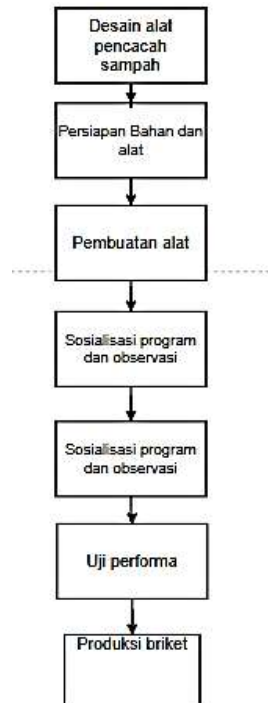 Desain alat
pencacah
sampah
Persiapan Bahan dan
alat
Pembuatan alat
Sosialisasi program
dan observasi
Sosialisasi program
dan observasi
Uji performa
Produksi briket